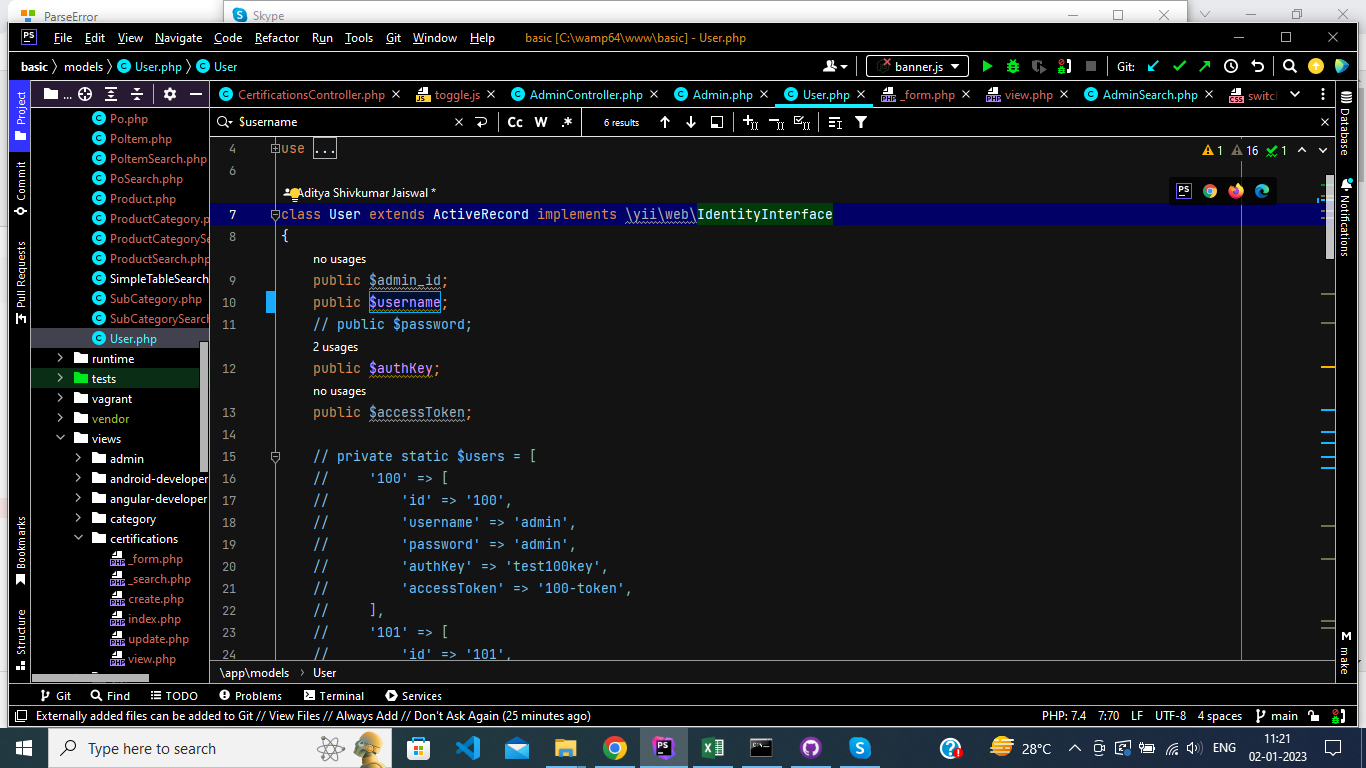 ParseError
Skype
PS File Edit View Navigate Code Refactor Run Tools Git Window Help basic [C:\wamp64\www\basic] - User.php
basic models User.php User banner.js Git:
Project
... CertificationsController.php toggle.js AdminController.php Admin.php User.php _form.php view.php AdminSearch.php switch
$username Cc W .* 6 results
Po.php
PoItem.php
PoItemSearch.php
PoSearch.php
Product.php
ProductCategory.p
ProductCategoryS
ProductSearch.php
SimpleTableSearch
SubCategory.php
SubCategorySearch
User.php
runtime
tests
vagrant
vendor
views
admin
android-developer
angular-developer
category
certifications
_form.php
_search.php
create.php
index.php
update.php
view.php
Commit
Pull Requests
Bookmarks
Structure
4 use ...
1 16 1
6
Aditya Shivkumar Jaiswal *
7 class User extends ActiveRecord implements \yii\web\IdentityInterface
8 {
no usages
9 public $admin_id;
10 public $username;
11 // public $password;
2 usages
12 public $authKey;
no usages
13 public $accessToken;
14
15 // private static $users = [
16 // '100' => [
17 // 'id' => '100',
18 // 'username' => 'admin',
19 // 'password' => 'admin',
20 // 'authKey' => 'test100key',
21 // 'accessToken' => '100-token',
22 // ],
23 // '101' => [
24 // 'id' => '101',
\app\models User
Database
Notifications
M make
Git Find TODO Problems Terminal Services
Externally added files can be added to Git // View Files // Always Add // Don't Ask Again (25 minutes ago) PHP: 7.4 7:70 LF UTF-8 4 spaces main
Type here to search 28°C ENG 11:21
02-01-2023